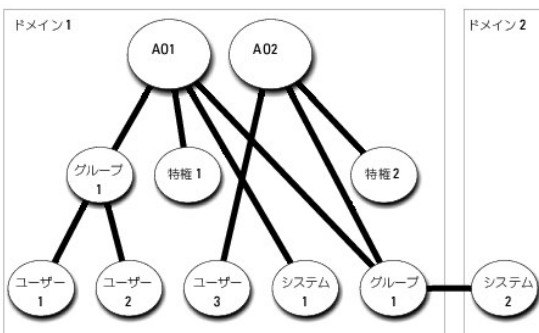 ドメイン1
ドメイン2
A01
A02
グループ
1
特権1
特権2
ユーザー
1
ユーザー
2
ユーザー
3
システム
1
グループ
1
システム
2